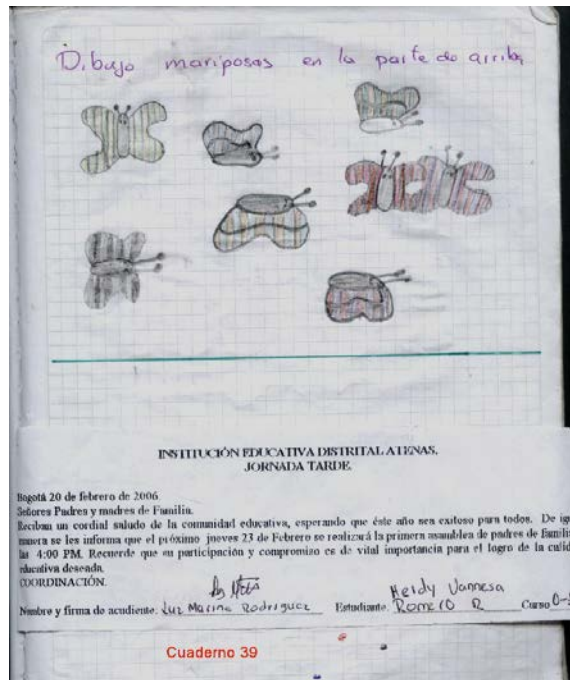 Dibujo mariposas en la parte de arriba
INSTITUCIÓN EDUCATIVA DISTRITAL ATENAS.
JORNADA TARDE.
Bogotá 20 de febrero de 2006.
Señores Padres y madres de Familia.
Reciban un cordial saludo de la comunidad educativa, esperando que éste año sea exitoso para todos. De
manera se les informa que el próximo jueves 23 de Febrero se realizará la primera asamblea de padres de
las 4:00 PM. Recuerde que su participación y compromiso es de vital importancia para el logro de la
educativa deseada.
COORDINACIÓN.
Nombre y firma de acudiente: Luz Marina Rodriguez Estudiante: Heidy Vannesa
Romero R Curso 0-
Cuaderno 39